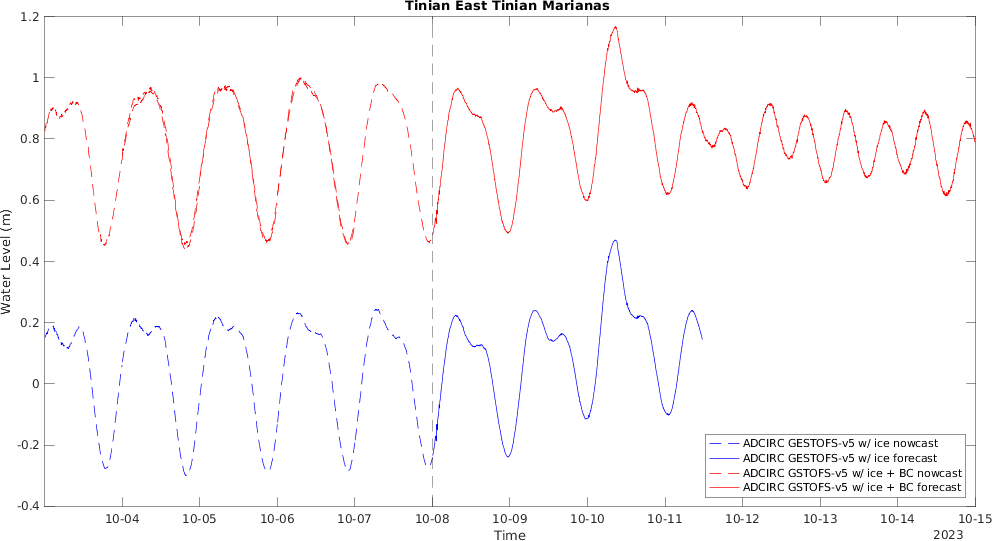 Tinian East Tinian Marianas
1.2
1
0.8
0.6
0.4
0.2
0
-0.2
-0.4
Water Level (m)
10-04 10-05 10-06 10-07 10-08 10-09 10-10 10-11 10-12 10-13 10-14 10-15
Time
2023
ADCIRC GESTOFS-v5 w/ ice nowcast
ADCIRC GESTOFS-v5 w/ ice forecast
ADCIRC GSTOFS-v5 w/ ice + BC nowcast
ADCIRC GSTOFS-v5 w/ ice + BC forecast